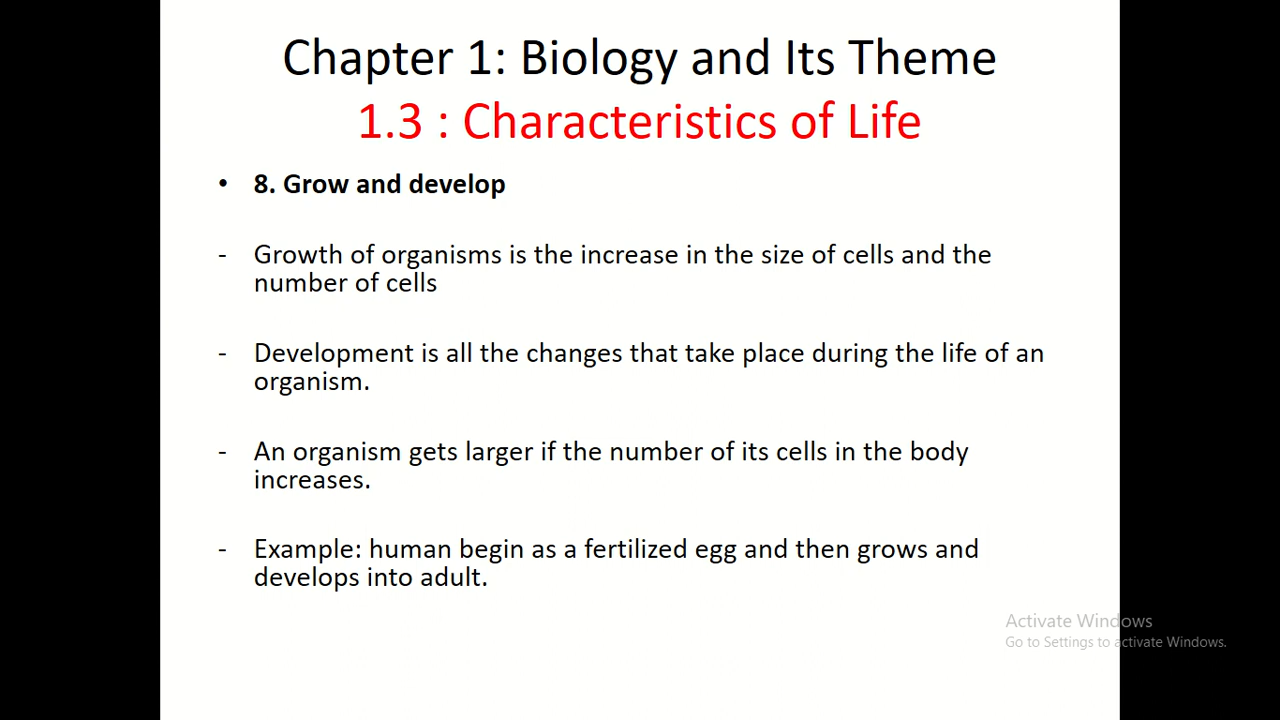 Chapter 1: Biology and Its Theme
1.3 : Characteristics of Life
• 8. Grow and develop
- Growth of organisms is the increase in the size of cells and the
number of cells
- Development is all the changes that take place during the life of an
organism.
- An organism gets larger if the number of its cells in the body
increases.
- Example: human begin as a fertilized egg and then grows and
develops into adult.
Activate Windows
Go to Settings to activate Windows.